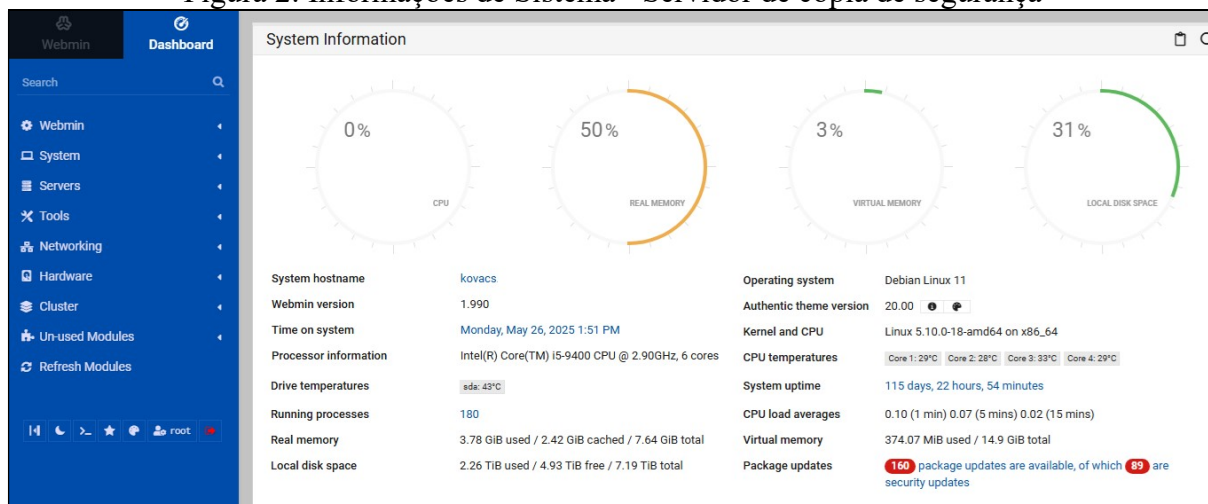 Figura 2: Informações de Sistema - Servidor de cópia de segurança
Webmin
Dashboard
Search
Webmin
System
Servers
Tools
Networking
Hardware
Cluster
Un-used Modules
Refresh Modules
root
System Information
0%
CPU
50%
REAL MEMORY
3%
VIRTUAL MEMORY
31%
LOCAL DISK SPACE
System hostname kovacs
Webmin version 1.990
Time on system Monday, May 26, 2025 1:51 PM
Processor information Intel(R) Core(TM) i5-9400 CPU @ 2.90GHz, 6 cores
Drive temperatures sda: 43°C
Running processes 180
Real memory 3.78 GiB used / 2.42 GiB cached / 7.64 GiB total
Local disk space 2.26 TiB used / 4.93 TiB free / 7.19 TiB total
Operating system Debian Linux 11
Authentic theme version 20.00
Kernel and CPU Linux 5.10.0-18-amd64 on x86_64
CPU temperatures Core 1: 29°C Core 2: 28°C Core 3: 33°C Core 4: 29°C
System uptime 115 days, 22 hours, 54 minutes
CPU load averages 0.10 (1 min) 0.07 (5 mins) 0.02 (15 mins)
Virtual memory 374.07 MiB used / 14.9 GiB total
Package updates 160 package updates are available, of which 89 are
security updates